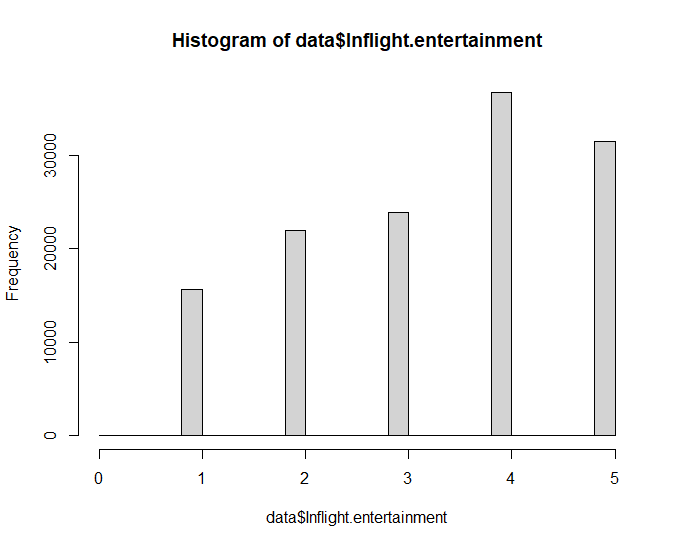 Histogram of data$Inflight.entertainment
Frequency
30000
20000
10000
0
0 1 2 3 4 5
data$Inflight.entertainment